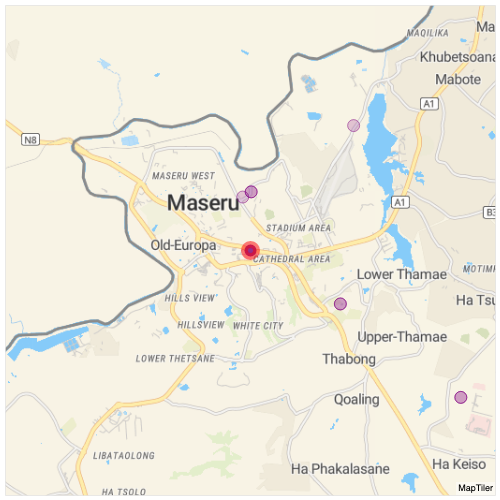 MAQILIKA
Ma
Khubetsoana
Mabote
A1
N8
MASERU WEST
Maseru
A1
B3
STADIUM AREA
Old-Europa
CATHEDRAL AREA
MOTIM
Lower Thamae
HILLS VIEW
Ha Tsu
HILLSVIEW
WHITE CITY
Upper-Thamae
LOWER THETSANE
Thabong
Qoaling
LIBATAOLONG
Ha Phakalasane
Ha Keiso
HA TSOLO
MapTiler